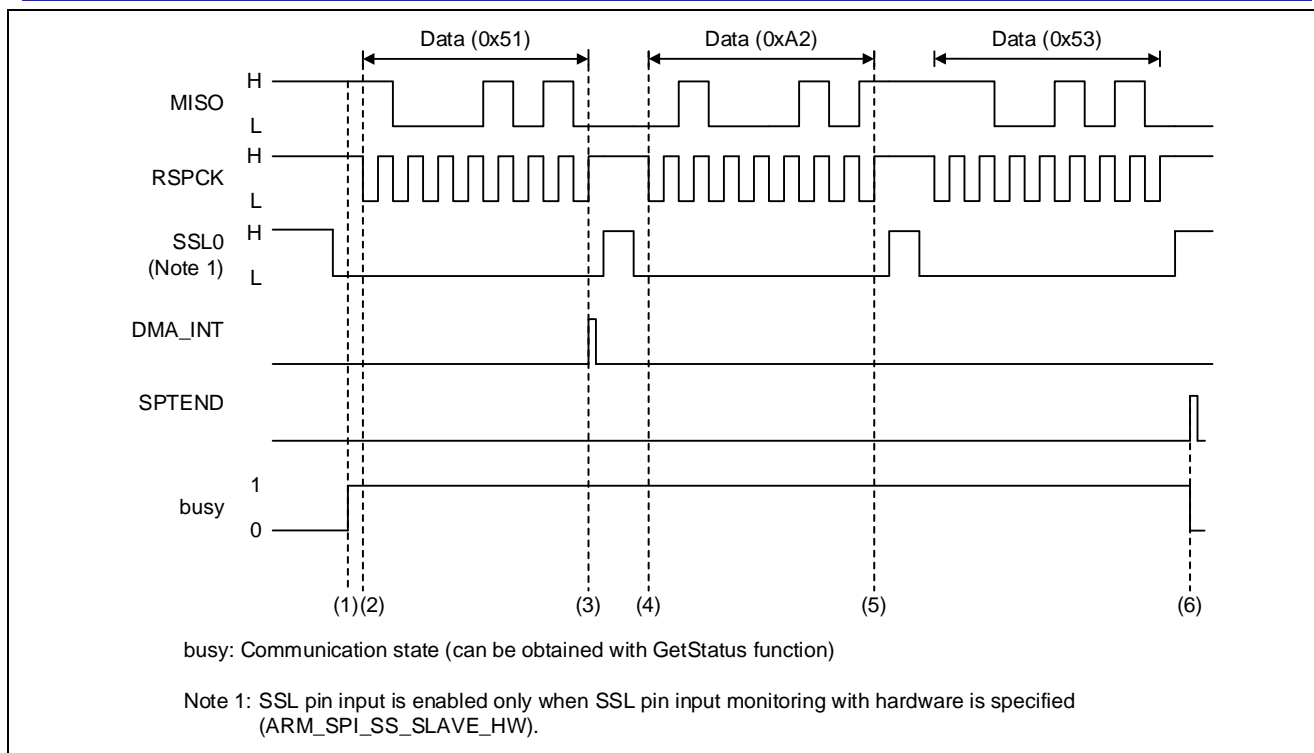 Data (0x51) Data (0xA2) Data (0x53)
H
MISO
L
H
RSPCK
L
H
SSL0
(Note 1)
L
DMA_INT
SPTEND
1
busy
0
(1) (2) (3) (4) (5) (6)
busy: Communication state (can be obtained with GetStatus function)
Note 1: SSL pin input is enabled only when SSL pin input monitoring with hardware is specified
(ARM_SPI_SS_SLAVE_HW).